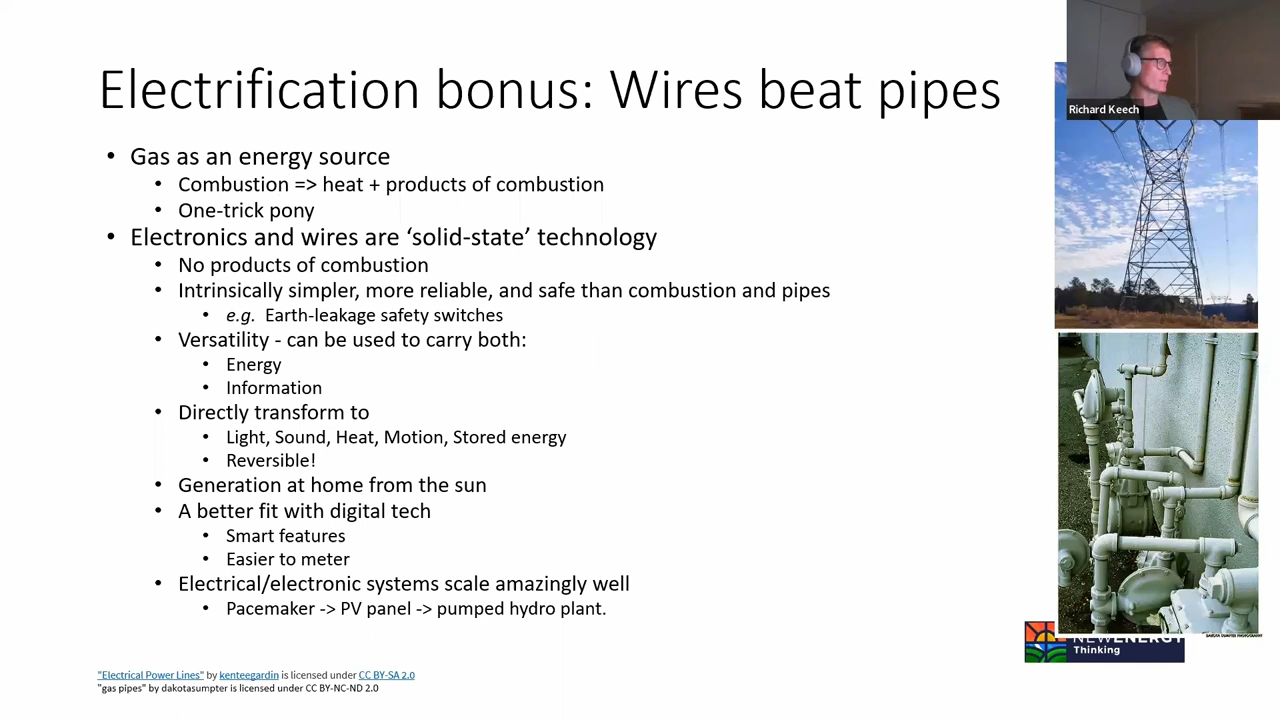 Electrification bonus: Wires beat pipes
Richard Keech
• Gas as an energy source
• Combustion => heat + products of combustion
• One-trick pony
• Electronics and wires are ‘solid-state’ technology
• No products of combustion
• Intrinsically simpler, more reliable, and safe than combustion and pipes
• e.g. Earth-leakage safety switches
• Versatility - can be used to carry both:
• Energy
• Information
• Directly transform to
• Light, Sound, Heat, Motion, Stored energy
• Reversible!
• Generation at home from the sun
• A better fit with digital tech
• Smart features
• Easier to meter
• Electrical/electronic systems scale amazingly well
• Pacemaker -> PV panel -> pumped hydro plant.
NEWENERGY
Thinking
"Electrical Power Lines" by kenteegardin is licensed under CC BY-SA 2.0
"gas pipes" by dakotasumpter is licensed under CC BY-NC-ND 2.0